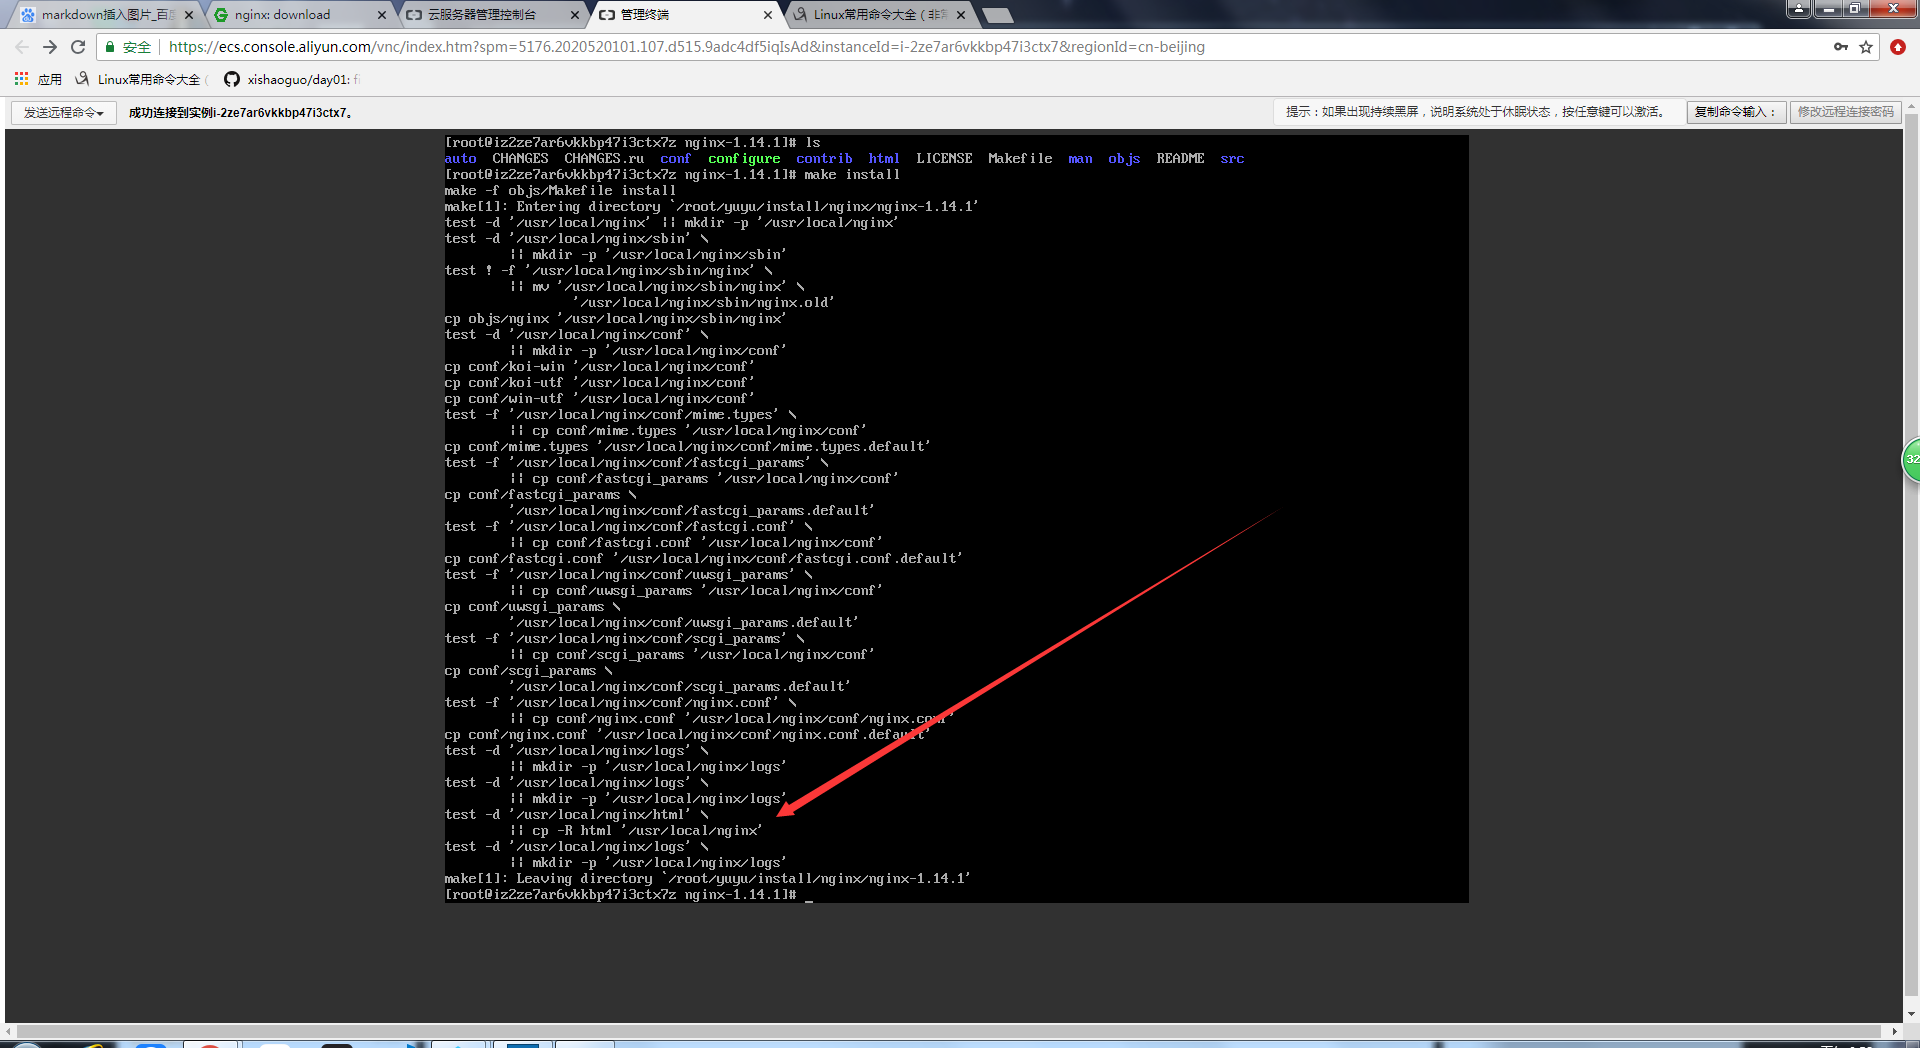 markdown插入图片_百度
nginx: download
云服务器管理控制台
管理终端
Linux常用命令大全（非常
安全
https://ecs.console.aliyun.com/vnc/index.htm?spm=5176.2020520101.107.d515.9adc4df5iqIsAd&instanceId=i-2ze7ar6vkkbp47i3ctx7&regionId=cn-beijing
应用
Linux常用命令大全（
xishaoguo/day01: fi
发送远程命令
成功连接到实例i-2ze7ar6vkkbp47i3ctx7。
提示：如果出现持续黑屏，说明系统处于休眠状态，按任意键可以激活。
复制命令输入：
修改远程连接密码
[root@iz2ze7ar6vkkbp47i3ctx7z nginx-1.14.1]# ls
auto CHANGES CHANGES.ru conf configure contrib html LICENSE Makefile man objs README src
[root@iz2ze7ar6vkkbp47i3ctx7z nginx-1.14.1]# make install
make -f objs/Makefile install
make[1]: Entering directory `/root/yuyu/install/nginx/nginx-1.14.1'
test -d '/usr/local/nginx' || mkdir -p '/usr/local/nginx'
test -d '/usr/local/nginx/sbin' \
|| mkdir -p '/usr/local/nginx/sbin'
test ! -f '/usr/local/nginx/sbin/nginx' \
|| mv '/usr/local/nginx/sbin/nginx' \
'/usr/local/nginx/sbin/nginx.old'
cp objs/nginx '/usr/local/nginx/sbin/nginx'
test -d '/usr/local/nginx/conf' \
|| mkdir -p '/usr/local/nginx/conf'
cp conf/koi-win '/usr/local/nginx/conf'
cp conf/koi-utf '/usr/local/nginx/conf'
cp conf/win-utf '/usr/local/nginx/conf'
test -f '/usr/local/nginx/conf/mime.types' \
|| cp conf/mime.types '/usr/local/nginx/conf'
cp conf/mime.types '/usr/local/nginx/conf/mime.types.default'
test -f '/usr/local/nginx/conf/fastcgi_params' \
|| cp conf/fastcgi_params '/usr/local/nginx/conf'
cp conf/fastcgi_params \
'/usr/local/nginx/conf/fastcgi_params.default'
test -f '/usr/local/nginx/conf/fastcgi.conf' \
|| cp conf/fastcgi.conf '/usr/local/nginx/conf'
cp conf/fastcgi.conf '/usr/local/nginx/conf/fastcgi.conf.default'
test -f '/usr/local/nginx/conf/uwsgi_params' \
|| cp conf/uwsgi_params '/usr/local/nginx/conf'
cp conf/uwsgi_params \
'/usr/local/nginx/conf/uwsgi_params.default'
test -f '/usr/local/nginx/conf/scgi_params' \
|| cp conf/scgi_params '/usr/local/nginx/conf'
cp conf/scgi_params \
'/usr/local/nginx/conf/scgi_params.default'
test -f '/usr/local/nginx/conf/nginx.conf' \
|| cp conf/nginx.conf '/usr/local/nginx/conf/nginx.conf'
cp conf/nginx.conf '/usr/local/nginx/conf/nginx.conf.default'
test -d '/usr/local/nginx/logs' \
|| mkdir -p '/usr/local/nginx/logs'
test -d '/usr/local/nginx/logs' \
|| mkdir -p '/usr/local/nginx/logs'
test -d '/usr/local/nginx/html' \
|| cp -R html '/usr/local/nginx'
test -d '/usr/local/nginx/logs' \
|| mkdir -p '/usr/local/nginx/logs'
make[1]: Leaving directory `/root/yuyu/install/nginx/nginx-1.14.1'
[root@iz2ze7ar6vkkbp47i3ctx7z nginx-1.14.1]# _
32